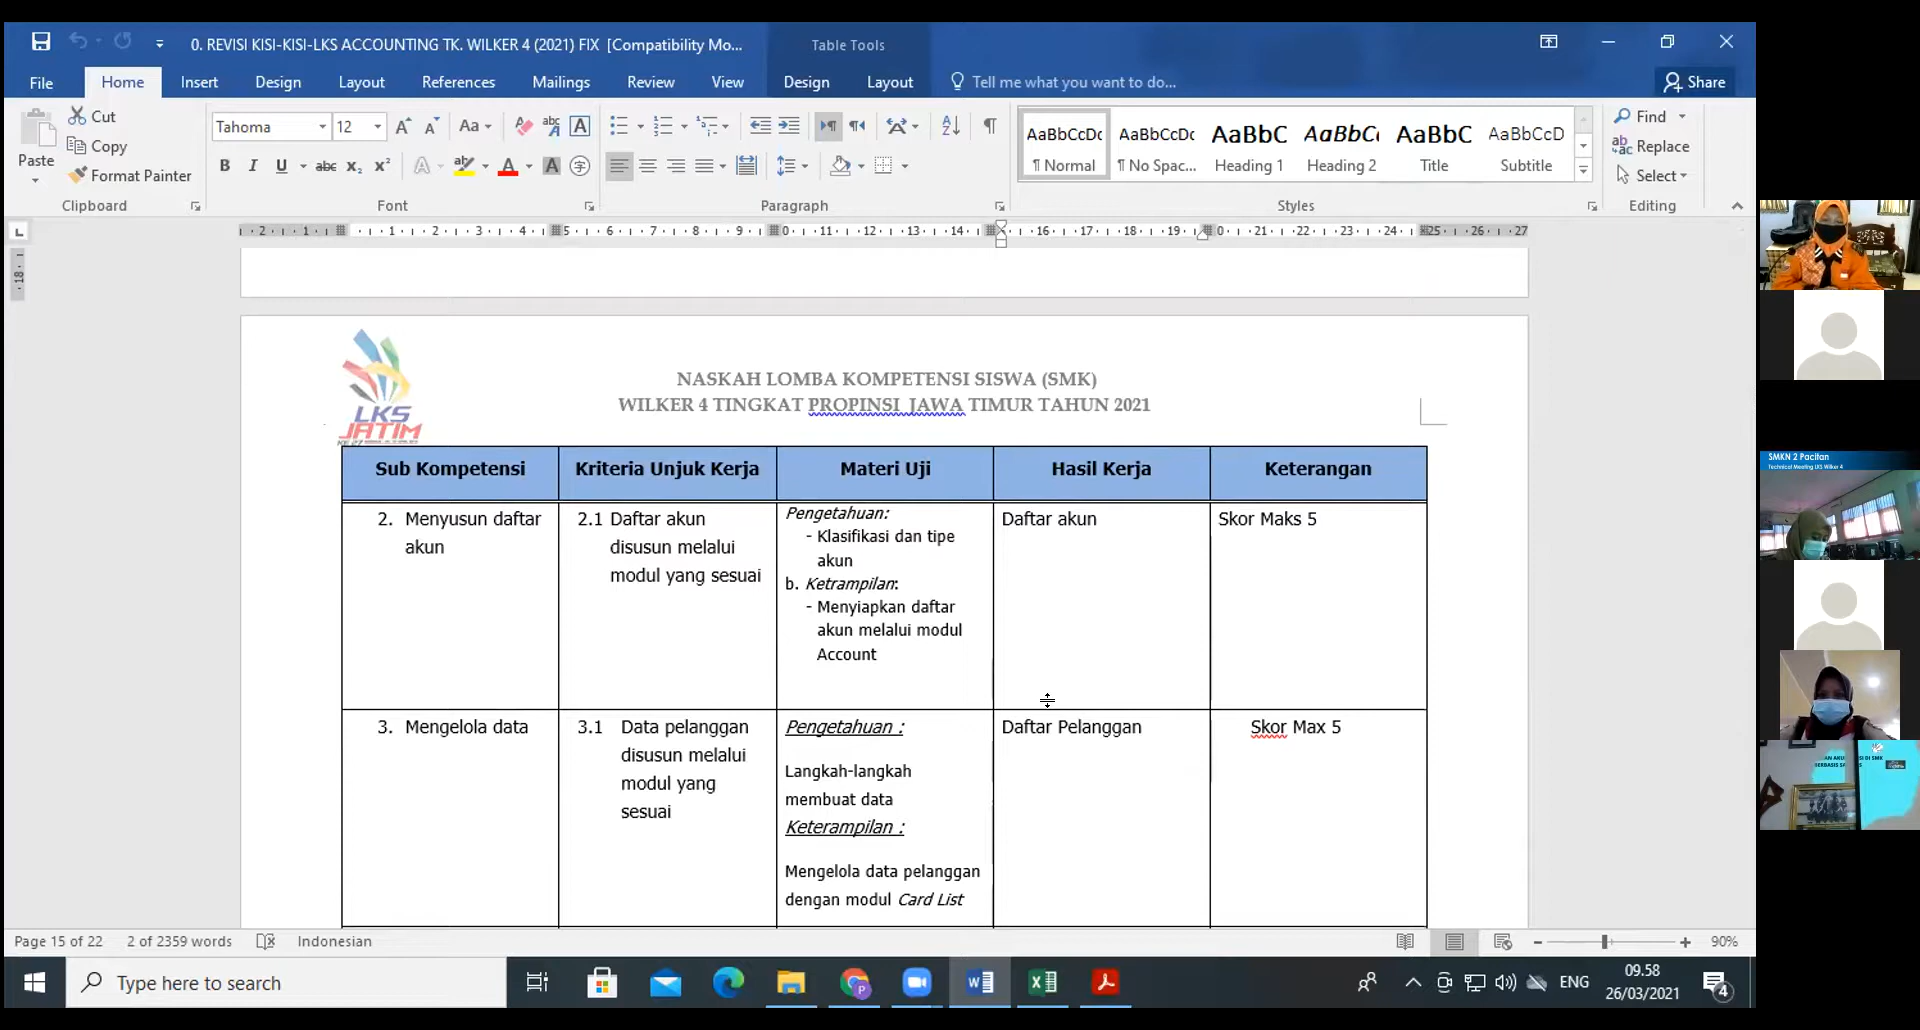 0. REVISI KISI-KISI-LKS ACCOUNTING TK. WILKER 4 (2021) FIX [Compatibility Mo...
Table Tools
File Home Insert Design Layout References Mailings Review View Design Layout Tell me what you want to do... Share
Paste
Cut
Copy
Format Painter
Clipboard
Tahoma 12
Font
Paragraph
AaBbCcDc AaBbCcDc AaBbC AaBbC AaBbC AaBbCcD
¶ Normal ¶ No Spac... Heading 1 Heading 2 Title Subtitle
Styles
Find
Replace
Select
Editing
LKS
JATIM
NASKAH LOMBA KOMPETENSI SISWA (SMK)
WILKER 4 TINGKAT PROPINSI JAWA TIMUR TAHUN 2021
Sub Kompetensi Kriteria Unjuk Kerja Materi Uji Hasil Kerja Keterangan
2. Menyusun daftar
akun
2.1 Daftar akun
disusun melalui
modul yang sesuai
Pengetahuan:
- Klasifikasi dan tipe
akun
b. Ketrampilan:
- Menyiapkan daftar
akun melalui modul
Account
Daftar akun
Skor Maks 5
3. Mengelola data
3.1 Data pelanggan
disusun melalui
modul yang
sesuai
Pengetahuan :
Langkah-langkah
membuat data
Keterampilan :
Mengelola data pelanggan
dengan modul Card List
Daftar Pelanggan
Skor Max 5
SMKN 2 Pacitan
Technical Meeting LKS Wilker 4
Page 15 of 22 2 of 2359 words Indonesian 90%
Type here to search
ENG
09.58
26/03/2021
4